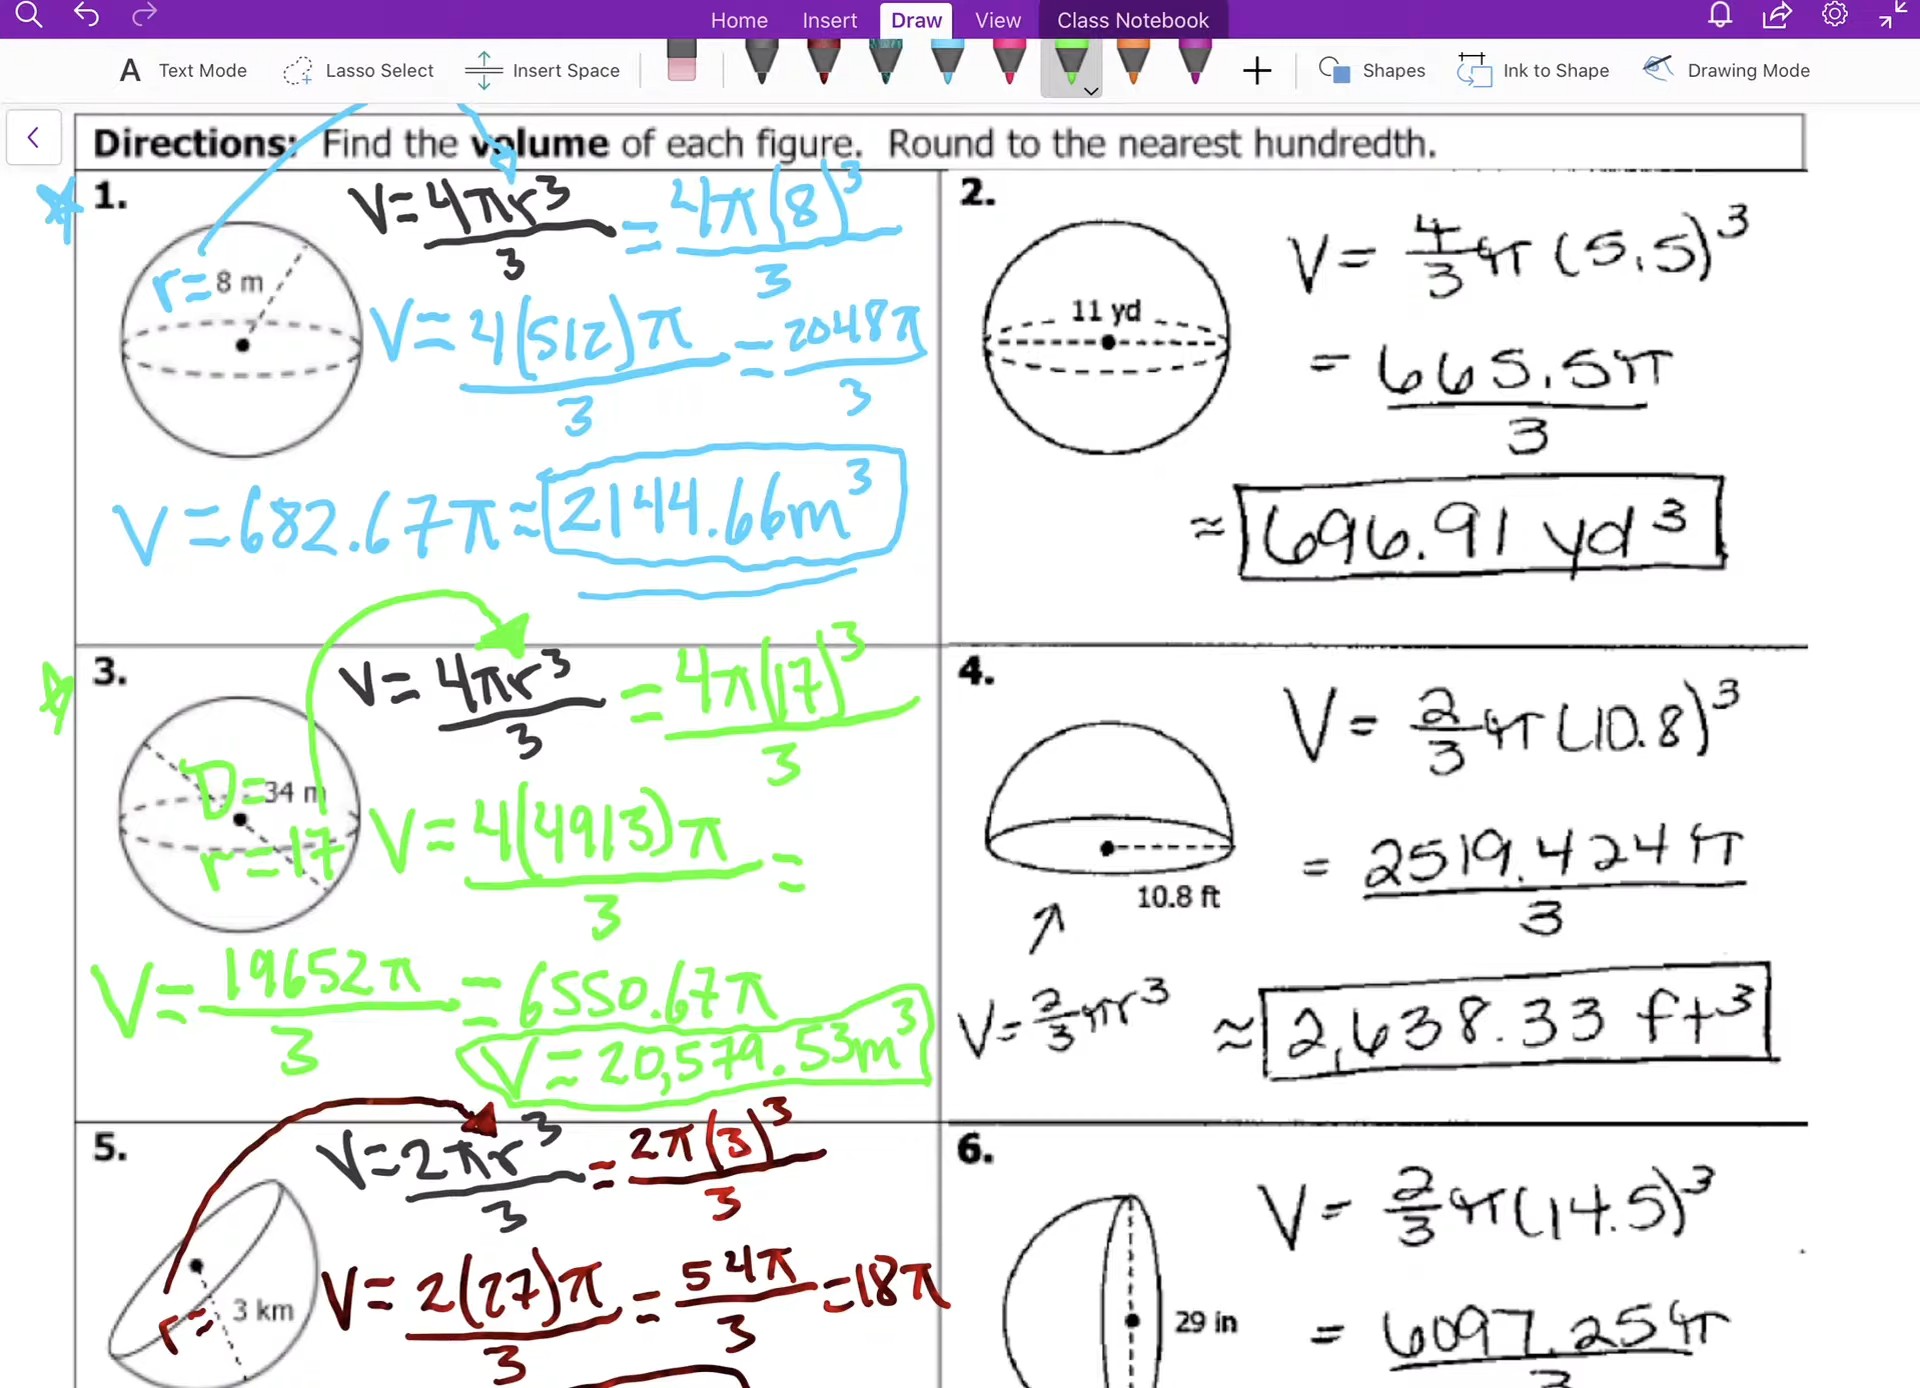 Home Insert Draw View Class Notebook
A Text Mode Lasso Select Insert Space + Shapes Ink to Shape Drawing Mode
Directions: Find the volume of each figure. Round to the nearest hundredth.
1.
V=4πr³/3 = 4π(8)³/3
r= 8 m
V=4(512)π/3 = 2048π/3
V=682.67π≈2144.66m³
2.
V= 4/3 π(5.5)³
11 yd
= 665.5π/3
≈ 696.91 yd³
3.
V=4πr³/3 = 4π(17)³/3
D= 34 m
r=17
V=4(4913)π/3 =
V=19652π/3 = 6550.67π
V≈20,579.53m³
4.
V= 2/3 π(10.8)³
10.8 ft
= 2519.424π/3
V=2/3πr³
≈ 2,638.33 ft³
5.
V=2πr³/3 = 2π(3)³/3
r= 3 km
V=2(27)π/3 = 54π/3 =18π
6.
V= 2/3 π(14.5)³
29 in
= 6097.25π/3